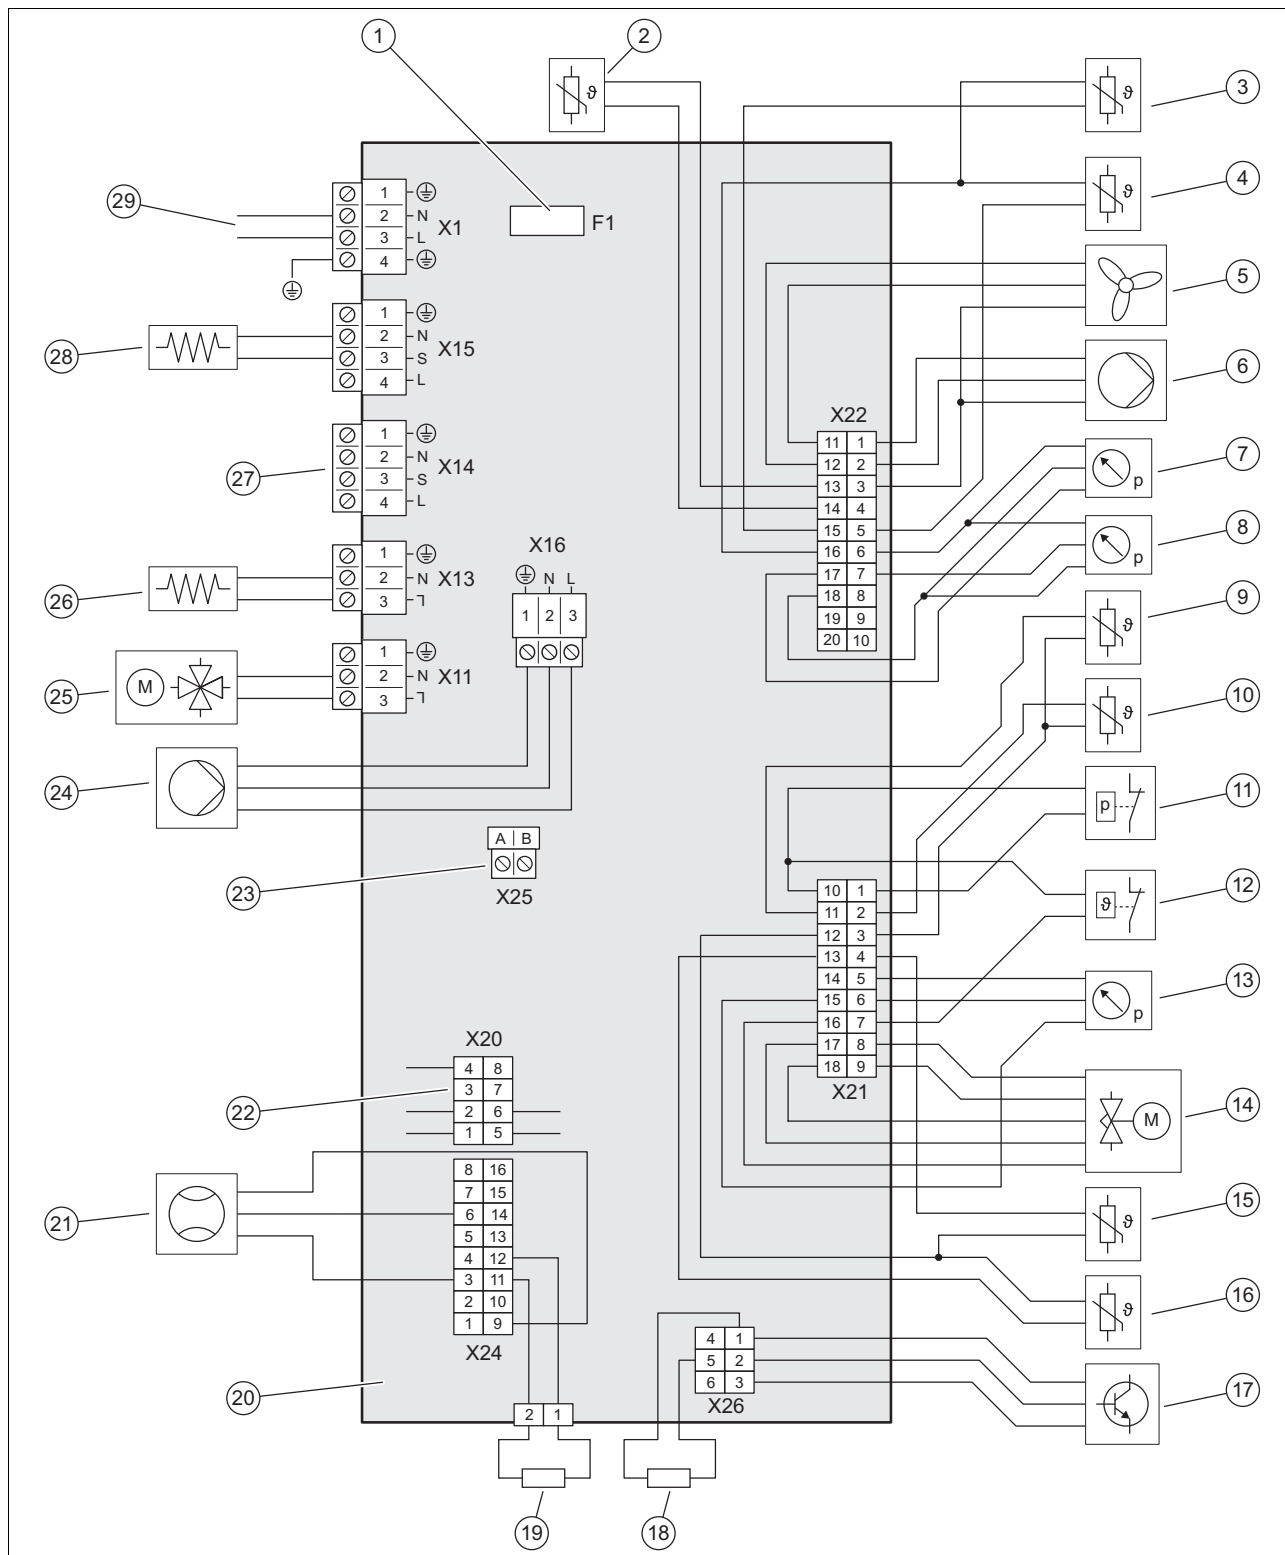 1
2
3
4
5
6
7
8
9
10
11
12
13
14
15
16
17
18
19
20
21
22
23
24
25
26
27
28
29
F1
1
2 N
3 L
4
X1
1
2 N
3 S
4 L
X15
1
2 N
3 S
4 L
X14
1
2 N
3 L
X13
1
2 N
3 L
X11
X16
N L
1 2 3
A B
X25
X20
4 8
3 7
2 6
1 5
8 16
7 15
6 14
5 13
4 12
3 11
2 10
1 9
X24
2 1
X22
11 1
12 2
13 3
14 4
15 5
16 6
17 7
18 8
19 9
20 10
10 1
11 2
12 3
13 4
14 5
15 6
16 7
17 8
18 9
X21
4 1
5 2
6 3
X26
ϑ
ϑ
ϑ
p
p
ϑ
ϑ
p
ϑ
p
M
ϑ
ϑ
M